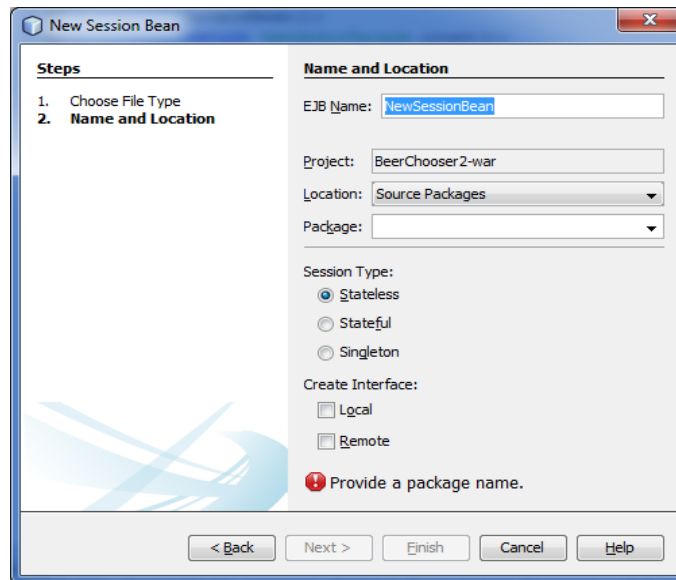 New Session Bean
Steps
1. Choose File Type
2. Name and Location
Name and Location
EJB Name: NewSessionBean
Project: BeerChooser2-war
Location: Source Packages
Package:
Session Type:
Stateless
Stateful
Singleton
Create Interface:
Local
Remote
Provide a package name.
< Back Next > Finish Cancel Help